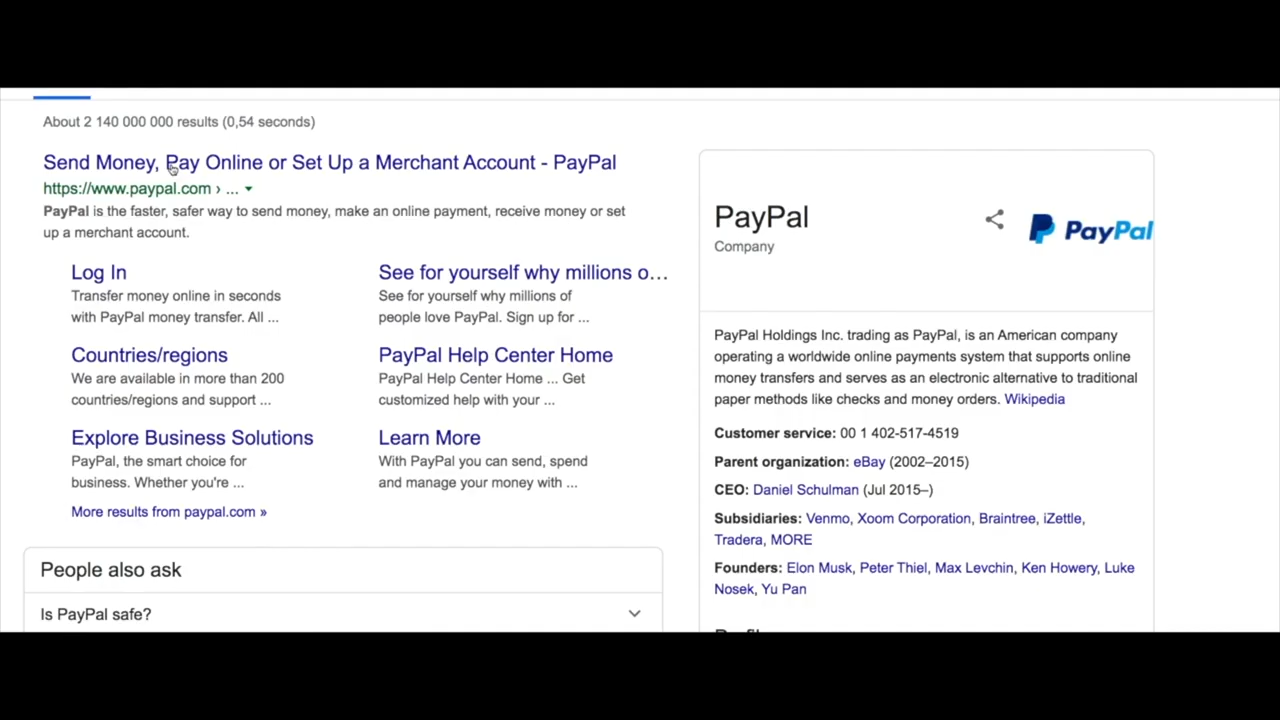 About 2 140 000 000 results (0,54 seconds)
Send Money, Pay Online or Set Up a Merchant Account - PayPal
https://www.paypal.com › ...
PayPal is the faster, safer way to send money, make an online payment, receive money or set
up a merchant account.
Log In
Transfer money online in seconds
with PayPal money transfer. All ...
See for yourself why millions o...
See for yourself why millions of
people love PayPal. Sign up for ...
Countries/regions
We are available in more than 200
countries/regions and support ...
PayPal Help Center Home
PayPal Help Center Home ... Get
customized help with your ...
Explore Business Solutions
PayPal, the smart choice for
business. Whether you're ...
Learn More
With PayPal you can send, spend
and manage your money with ...
More results from paypal.com »
People also ask
Is PayPal safe?
PayPal
Company
PayPal
PayPal Holdings Inc. trading as PayPal, is an American company
operating a worldwide online payments system that supports online
money transfers and serves as an electronic alternative to traditional
paper methods like checks and money orders. Wikipedia
Customer service: 00 1 402-517-4519
Parent organization: eBay (2002–2015)
CEO: Daniel Schulman (Jul 2015–)
Subsidiaries: Venmo, Xoom Corporation, Braintree, iZettle,
Tradera, MORE
Founders: Elon Musk, Peter Thiel, Max Levchin, Ken Howery, Luke
Nosek, Yu Pan